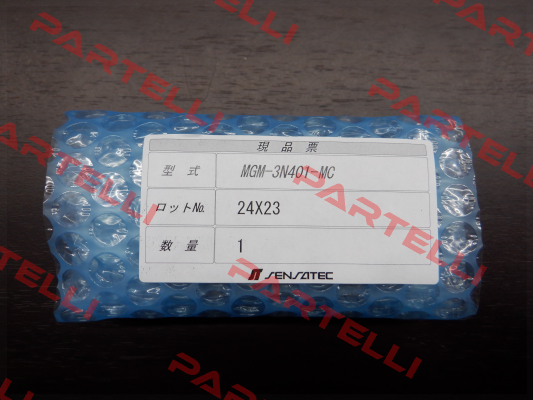 現品票
型式 MGM-3N401-MC
ロットNo. 24X23
数量 1
SENSATEC
PARTELLI
PARTELLI
PARTELLI
PARTELLI
PARTELLI
PARTELLI
PARTELLI